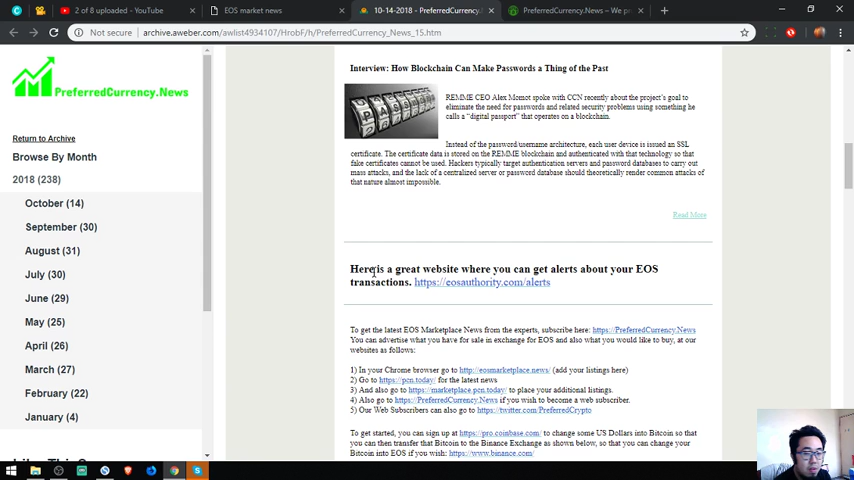 2 of 8 uploaded - YouTube
EOS market news
10-14-2018 - PreferredCurrency.
PreferredCurrency.News – We pr
Not secure
archive.aweber.com/awlist4934107/HrobF/h/PreferredCurrency_News_15.htm
PreferredCurrency.News
Return to Archive
Browse By Month
2018 (238)
October (14)
September (30)
August (31)
July (30)
June (29)
May (25)
April (26)
March (27)
February (22)
January (4)
Interview: How Blockchain Can Make Passwords a Thing of the Past
REMME CEO Alex Momot spoke with CCN recently about the project's goal to
eliminate the need for passwords and related security problems using something he
calls a “digital passport” that operates on a blockchain.
Instead of the password/username architecture, each user device is issued an SSL
certificate. The certificate data is stored on the REMME blockchain and authenticated with that technology so that
fake certificates cannot be used. Hackers typically target authentication servers and password databases to carry out
mass attacks, and the lack of a centralized server or password database should theoretically render common attacks of
that nature almost impossible.
Read More
Here is a great website where you can get alerts about your EOS
transactions. https://eosauthority.com/alerts
To get the latest EOS Marketplace News from the experts, subscribe here: https://PreferredCurrency.News
You can advertise what you have for sale in exchange for EOS and also what you would like to buy, at our
websites as follows:
1) In your Chrome browser go to http://eosmarketplace.news/ (add your listings here)
2) Go to https://pcn.today/ for the latest news
3) And also go to https://marketplace.pcn.today/ to place your additional listings.
4) Also go to https://PreferredCurrency.News if you wish to become a web subscriber.
5) Our Web Subscribers can also go to https://twitter.com/PreferredCrypto
To get started, you can sign up at https://pro.coinbase.com/ to change some US Dollars into Bitcoin so that
you can then transfer that Bitcoin to the Binance Exchange as shown below, so that you can change your
Bitcoin into EOS if you wish: https://www.binance.com/